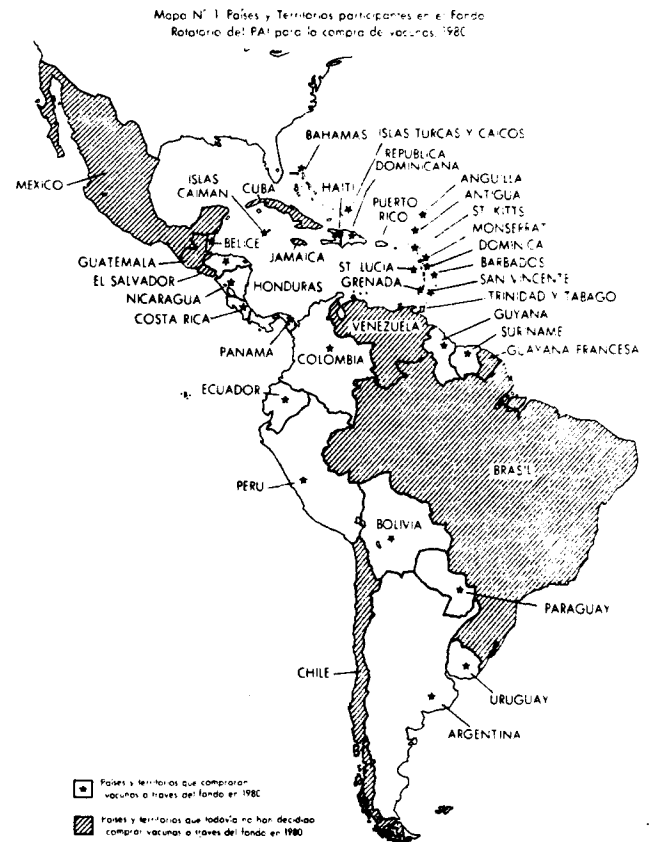 Mapa N° 1 Países y Territorios participantes en el Fondo
Rotatorio del PAI para la compra de vacunas, 1980
BAHAMAS
ISLAS TURCAS Y CAICOS
REPUBLICA
DOMINICANA
ISLAS
CAIMAN
CUBA
HAITI
PUERTO
RICO
ANGUILLA
ANTIGUA
ST. KITTS
MONSERRAT
DOMINICA
BARBADOS
SAN VINCENTE
TRINIDAD Y TABAGO
GUYANA
SURINAME
GUAYANA FRANCESA
MEXICO
BELICE
JAMAICA
ST. LUCIA
GRENADA
GUATEMALA
EL SALVADOR
NICARAGUA
COSTA RICA
HONDURAS
PANAMA
VENEZUELA
COLOMBIA
ECUADOR
BRASIL
PERU
BOLIVIA
PARAGUAY
CHILE
URUGUAY
ARGENTINA
Países y territorios que compraran
vacunas a traves del fondo en 1980
Países y territorios que todavía no han decidido
comprar vacunas a traves del fondo en 1980